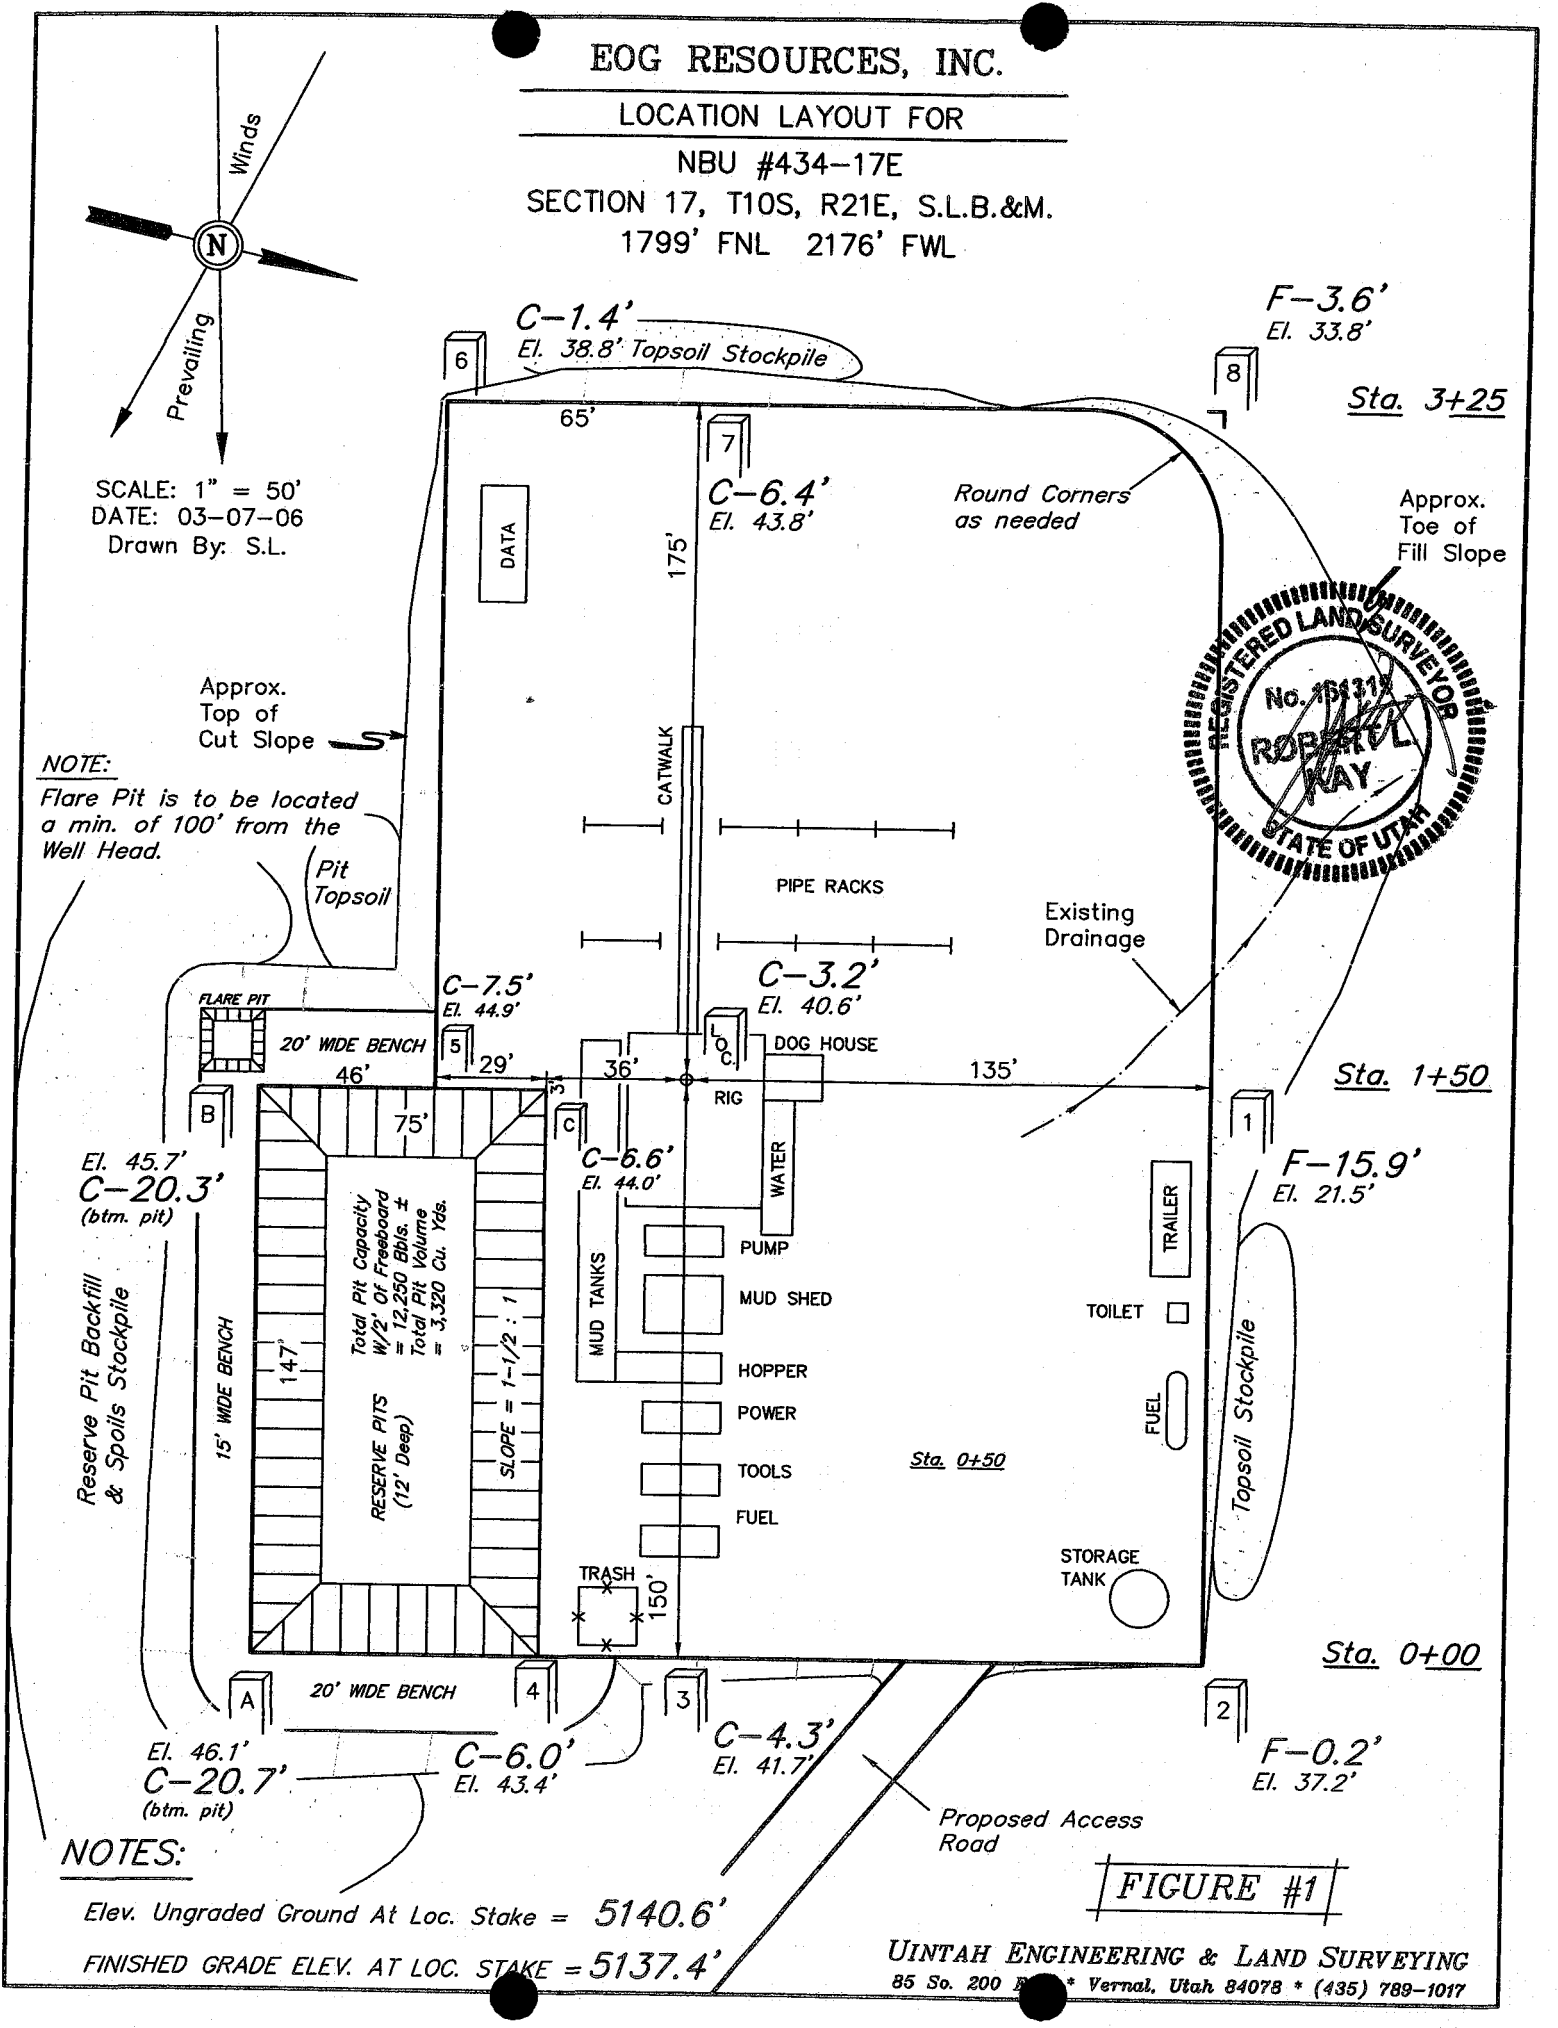 EOG RESOURCES, INC.
LOCATION LAYOUT FOR
NBU #434-17E
SECTION 17, T10S, R21E, S.L.B.&M.
1799' FNL 2176' FWL
Winds
N
Prevailing
SCALE: 1" = 50'
DATE: 03-07-06
Drawn By: S.L.
C-1.4'
El. 38.8'
Topsoil Stockpile
6
F-3.6'
El. 33.8'
8
Sta. 3+25
65'
7
C-6.4'
El. 43.8'
175'
DATA
Round Corners
as needed
Approx.
Toe of
Fill Slope
REGISTERED LAND SURVEYOR
No. 161319
ROBERT L.
KAY
STATE OF UTAH
Approx.
Top of
Cut Slope
NOTE:
Flare Pit is to be located
a min. of 100' from the
Well Head.
Pit
Topsoil
CATWALK
PIPE RACKS
Existing
Drainage
C-7.5'
El. 44.9'
C-3.2'
El. 40.6'
FLARE PIT
20' WIDE BENCH
5
LOC.
DOG HOUSE
46'
29'
3'
36'
135'
RIG
Sta. 1+50
B
75'
C
1
El. 45.7'
C-20.3'
(btm. pit)
C-6.6'
El. 44.0'
WATER
F-15.9'
El. 21.5'
TRAILER
Total Pit Capacity
W/2' Of Freeboard
= 12,250 Bbls. ±
Total Pit Volume
= 3,320 Cu. Yds.
PUMP
MUD SHED
MUD TANKS
TOILET
Reserve Pit Backfill
& Spoils Stockpile
15' WIDE BENCH
147'
RESERVE PITS
(12' Deep)
SLOPE = 1-1/2 : 1
HOPPER
POWER
FUEL
Topsoil Stockpile
Sta. 0+50
TOOLS
FUEL
STORAGE
TANK
TRASH
150'
Sta. 0+00
A
20' WIDE BENCH
4
3
2
El. 46.1'
C-20.7'
(btm. pit)
C-6.0'
El. 43.4'
C-4.3'
El. 41.7'
F-0.2'
El. 37.2'
Proposed Access
Road
NOTES:
Elev. Ungraded Ground At Loc. Stake = 5140.6'
FINISHED GRADE ELEV. AT LOC. STAKE = 5137.4'
FIGURE #1
UINTAH ENGINEERING & LAND SURVEYING
85 So. 200 * Vernal, Utah 84078 * (435) 789-1017